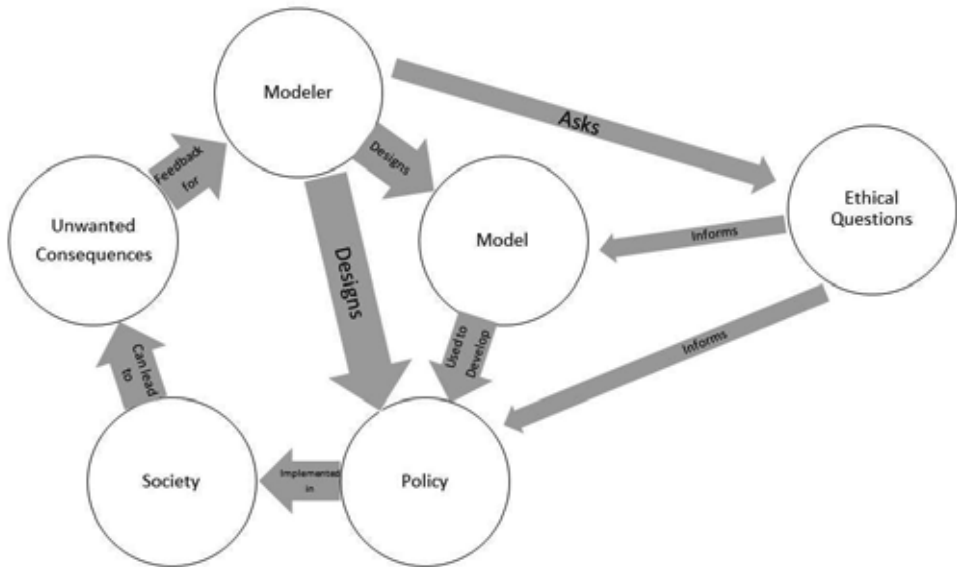 Modeler
Asks
Designs
Feedback
for
Ethical
Questions
Unwanted
Consequences
Model
Informs
Designs
Used to
Develop
Informs
Can lead
to
Society
Implemented
in
Policy